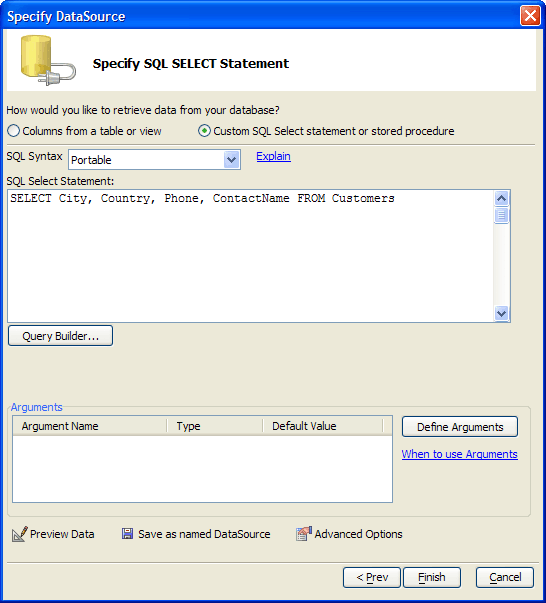 Specify DataSource
Specify SQL SELECT Statement
How would you like to retrieve data from your database?
Columns from a table or view Custom SQL Select statement or stored procedure
SQL Syntax Portable Explain
SQL Select Statement:
SELECT City, Country, Phone, ContactName FROM Customers
Query Builder...
Arguments
Argument Name Type Default Value
Define Arguments
When to use Arguments
Preview Data Save as named DataSource Advanced Options
< Prev Finish Cancel